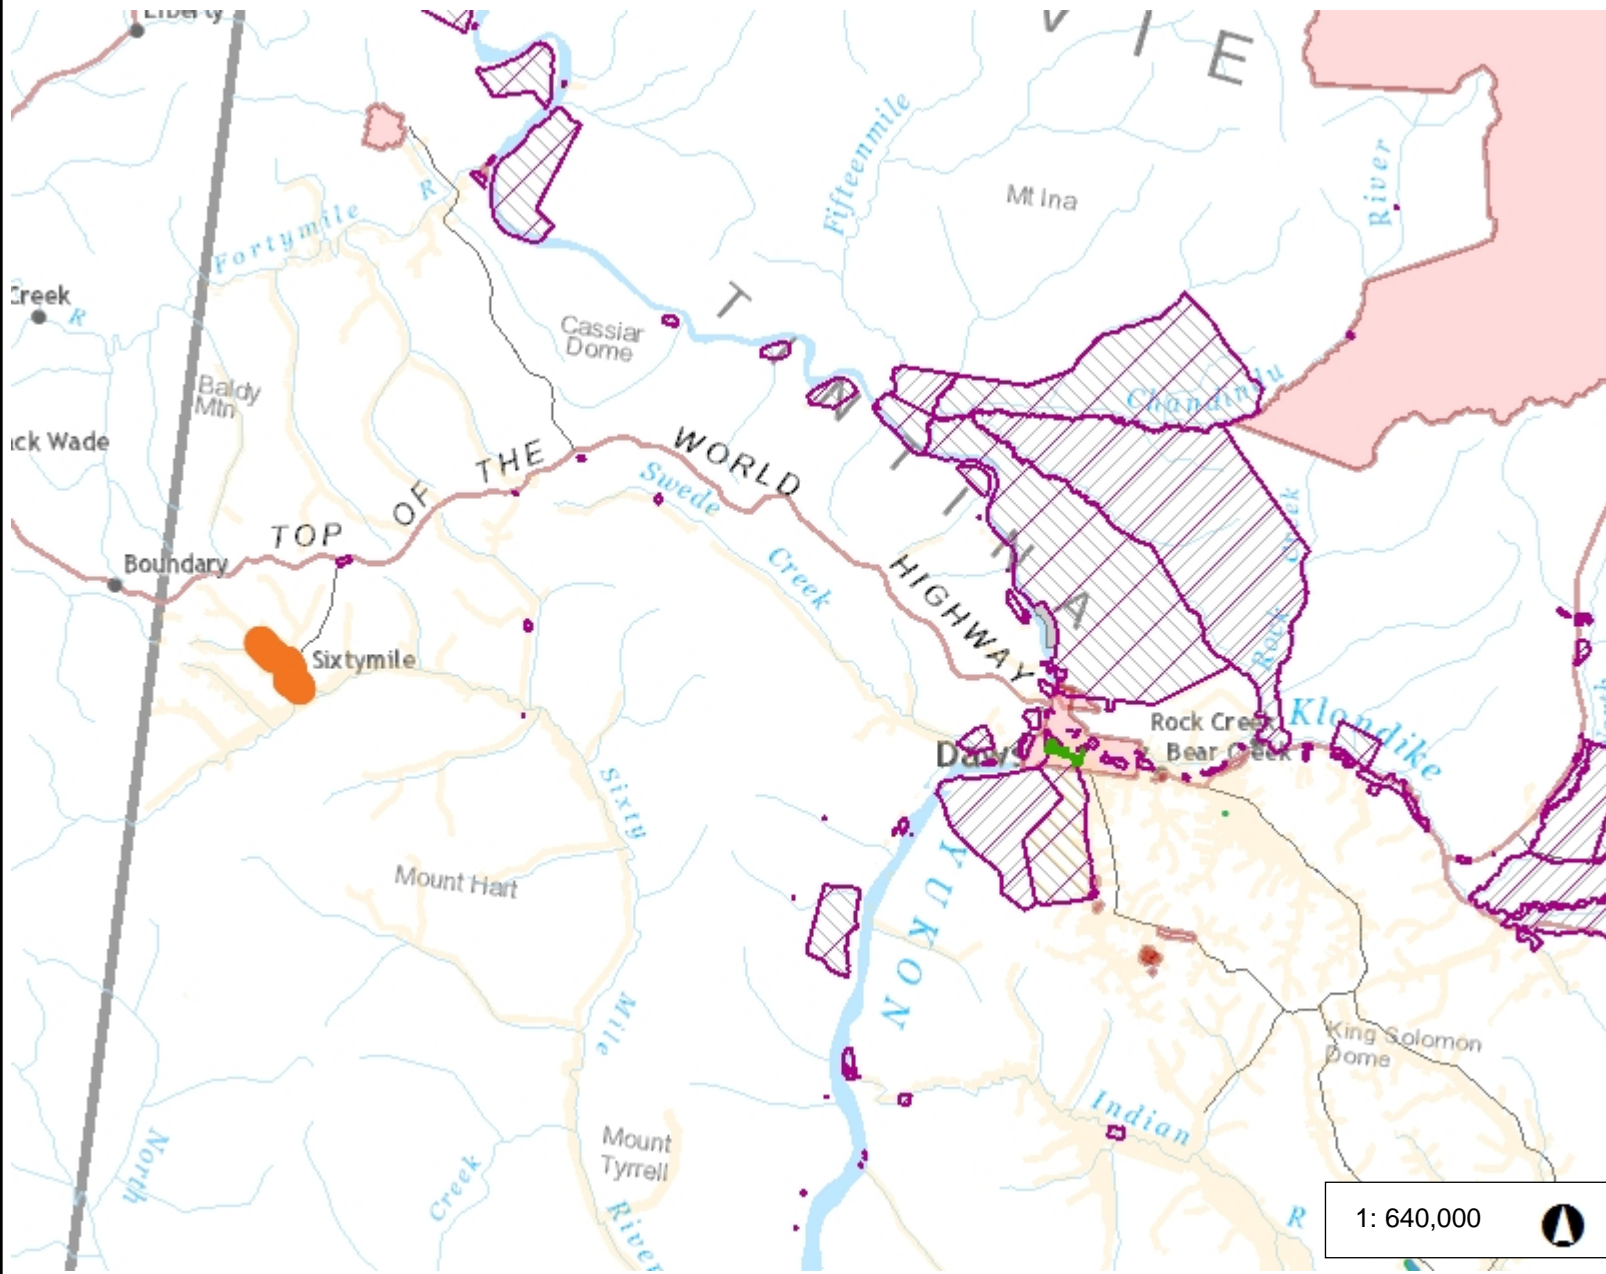 Liberty
V I E
Fifteenmile
River
Mt Ina
R
Fortymile
Creek
R
T
Cassiar
Dome
I
Baldy
Mtn
N
Chandindu
ack Wade
THE
WORLD
I
Swede
OF
I
TOP
Creek
N
Creek
Boundary
HIGHWAY
A
Rock
Sixtymile
Rock Creek
Klondike
Bear Creek
Daws
Sixty
Mount Hart
YUKON
Mile
King Solomon
Dome
Indian
Mount
Tyrrell
North
Creek
River
R
1: 640,000